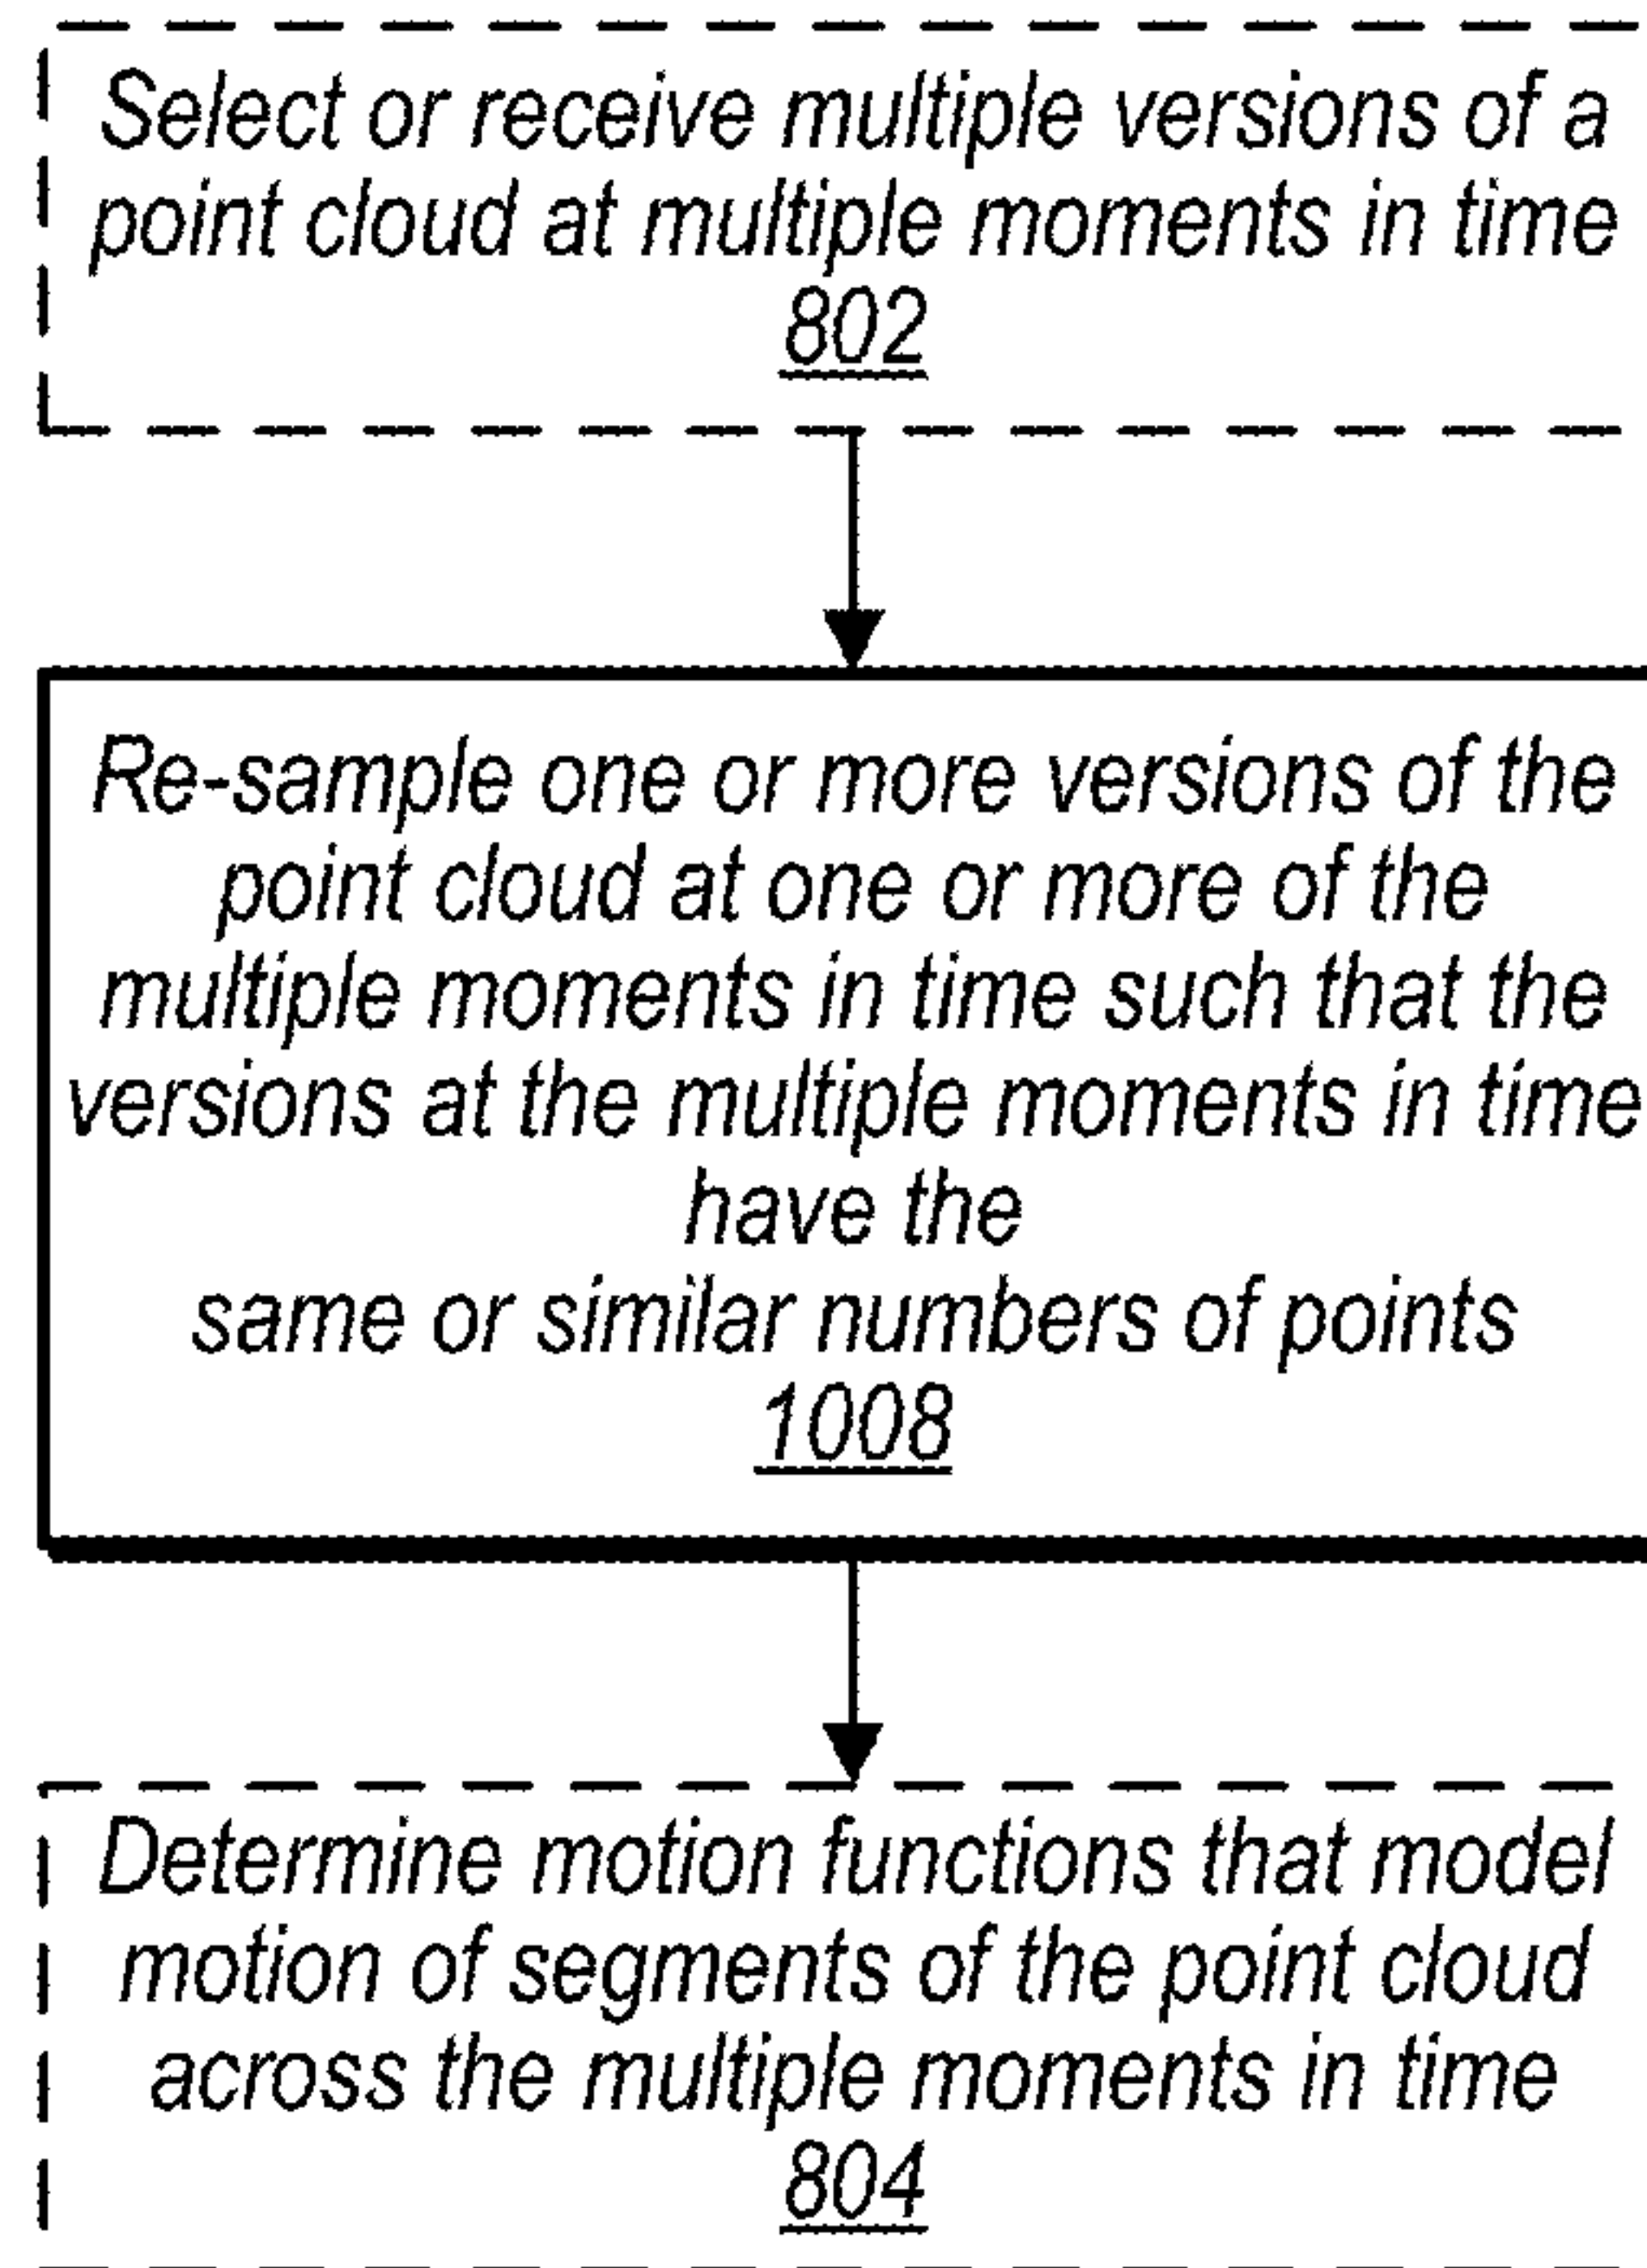 Select or receive multiple versions of a
point cloud at multiple moments in time
802
Re-sample one or more versions of the
point cloud at one or more of the
multiple moments in time such that the
versions at the multiple moments in time
have the
same or similar numbers of points
1008
Determine motion functions that model
motion of segments of the point cloud
across the multiple moments in time
804